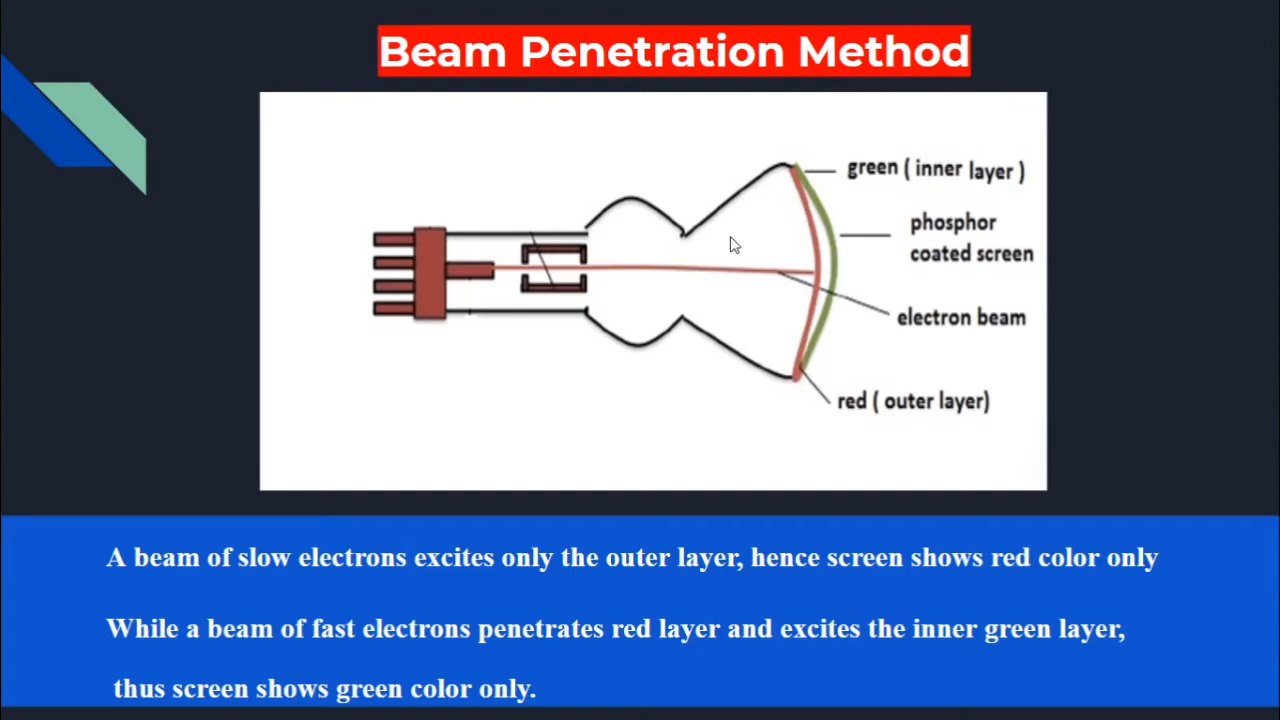 Beam Penetration Method
green ( inner layer )
phosphor
coated screen
electron beam
red ( outer layer)
A beam of slow electrons excites only the outer layer, hence screen shows red color only
While a beam of fast electrons penetrates red layer and excites the inner green layer,
thus screen shows green color only.